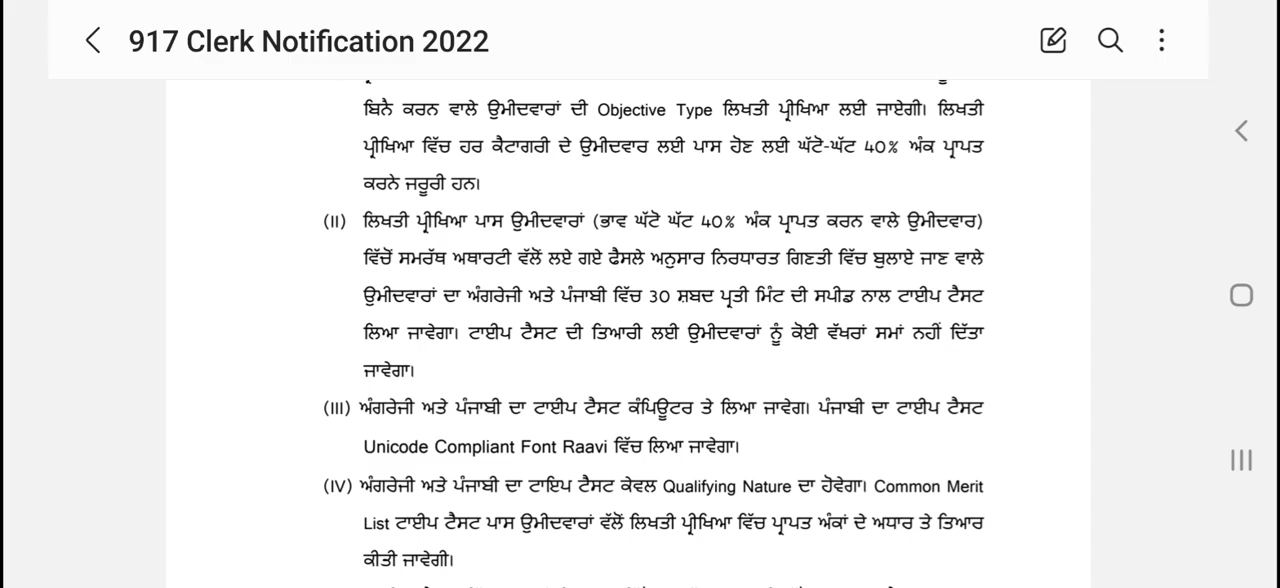 917 Clerk Notification 2022
ਬਿਨੈ ਕਰਨ ਵਾਲੇ ਉਮੀਦਵਾਰਾਂ ਦੀ Objective Type ਲਿਖਤੀ ਪ੍ਰੀਖਿਆ ਲਈ ਜਾਏਗੀ। ਲਿਖਤੀ
ਪ੍ਰੀਖਿਆ ਵਿੱਚ ਹਰ ਕੈਟਾਗਰੀ ਦੇ ਉਮੀਦਵਾਰ ਲਈ ਪਾਸ ਹੋਣ ਲਈ ਘੱਟੋ-ਘੱਟ 40% ਅੰਕ ਪ੍ਰਾਪਤ
ਕਰਨੇ ਜਰੂਰੀ ਹਨ।
(II) ਲਿਖਤੀ ਪ੍ਰੀਖਿਆ ਪਾਸ ਉਮੀਦਵਾਰਾਂ (ਭਾਵ ਘੱਟੋ ਘੱਟ 40% ਅੰਕ ਪ੍ਰਾਪਤ ਕਰਨ ਵਾਲੇ ਉਮੀਦਵਾਰ)
ਵਿੱਚੋਂ ਸਮਰੱਥ ਅਥਾਰਟੀ ਵੱਲੋਂ ਲਏ ਗਏ ਫੈਸਲੇ ਅਨੁਸਾਰ ਨਿਰਧਾਰਤ ਗਿਣਤੀ ਵਿੱਚ ਬੁਲਾਏ ਜਾਣ ਵਾਲੇ
ਉਮੀਦਵਾਰਾਂ ਦਾ ਅੰਗਰੇਜੀ ਅਤੇ ਪੰਜਾਬੀ ਵਿੱਚ 30 ਸ਼ਬਦ ਪ੍ਰਤੀ ਮਿੰਟ ਦੀ ਸਪੀਡ ਨਾਲ ਟਾਈਪ ਟੈਸਟ
ਲਿਆ ਜਾਵੇਗਾ। ਟਾਈਪ ਟੈਸਟ ਦੀ ਤਿਆਰੀ ਲਈ ਉਮੀਦਵਾਰਾਂ ਨੂੰ ਕੋਈ ਵੱਖਰਾਂ ਸਮਾਂ ਨਹੀਂ ਦਿੱਤਾ
ਜਾਵੇਗਾ।
(III) ਅੰਗਰੇਜੀ ਅਤੇ ਪੰਜਾਬੀ ਦਾ ਟਾਈਪ ਟੈਸਟ ਕੰਪਿਊਟਰ ਤੇ ਲਿਆ ਜਾਵੇਗ। ਪੰਜਾਬੀ ਦਾ ਟਾਈਪ ਟੈਸਟ
Unicode Compliant Font Raavi ਵਿੱਚ ਲਿਆ ਜਾਵੇਗਾ।
(IV) ਅੰਗਰੇਜੀ ਅਤੇ ਪੰਜਾਬੀ ਦਾ ਟਾਇਪ ਟੈਸਟ ਕੇਵਲ Qualifying Nature ਦਾ ਹੋਵੇਗਾ। Common Merit
List ਟਾਈਪ ਟੈਸਟ ਪਾਸ ਉਮੀਦਵਾਰਾਂ ਵੱਲੋਂ ਲਿਖਤੀ ਪ੍ਰੀਖਿਆ ਵਿੱਚ ਪ੍ਰਾਪਤ ਅੰਕਾਂ ਦੇ ਅਧਾਰ ਤੇ ਤਿਆਰ
ਕੀਤੀ ਜਾਵੇਗੀ।